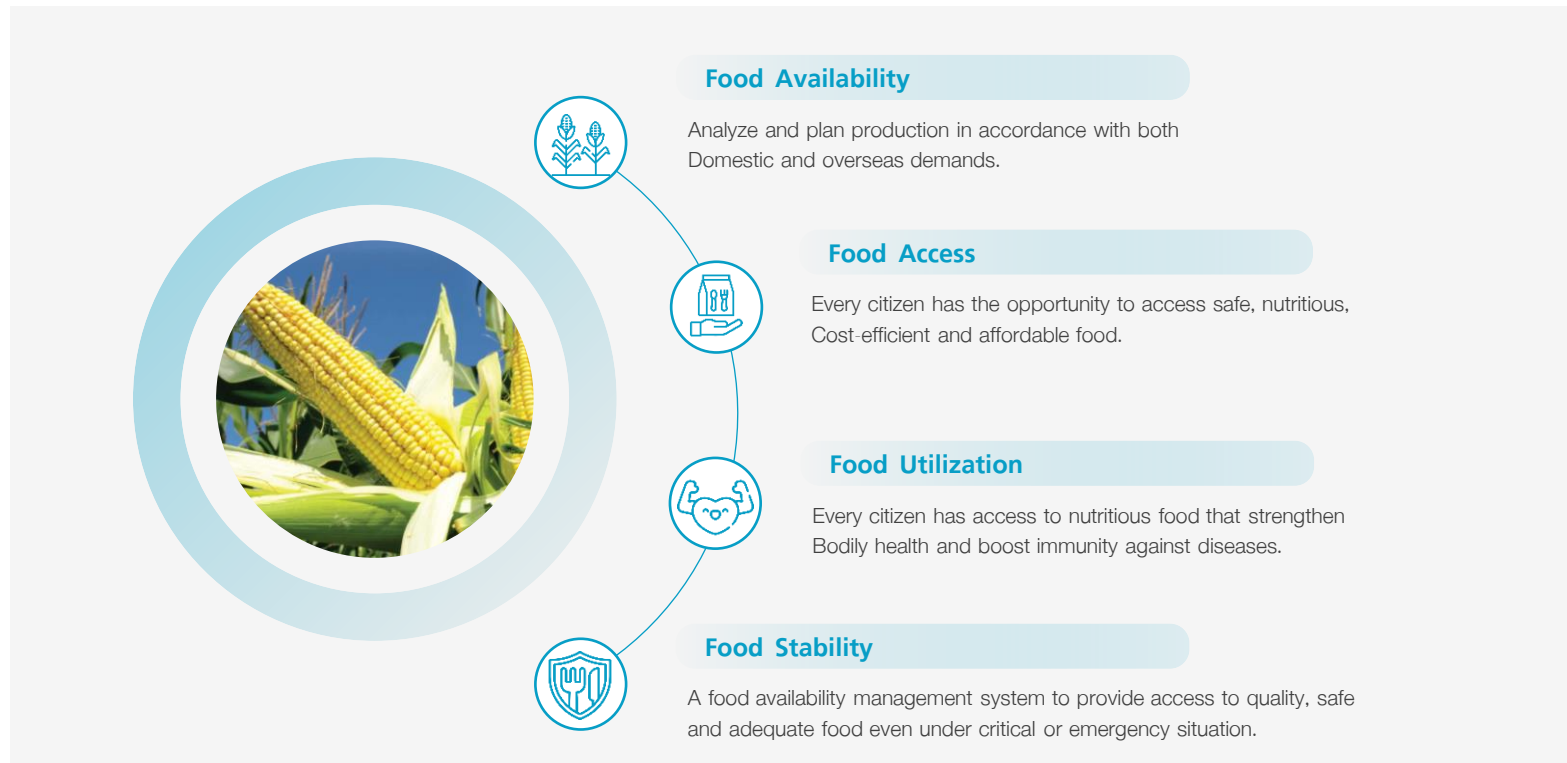 Food Availability
Analyze and plan production in accordance with both
Domestic and overseas demands.
Food Access
Every citizen has the opportunity to access safe, nutritious,
Cost-efficient and affordable food.
Food Utilization
Every citizen has access to nutritious food that strengthen
Bodily health and boost immunity against diseases.
Food Stability
A food availability management system to provide access to quality, safe
and adequate food even under critical or emergency situation.